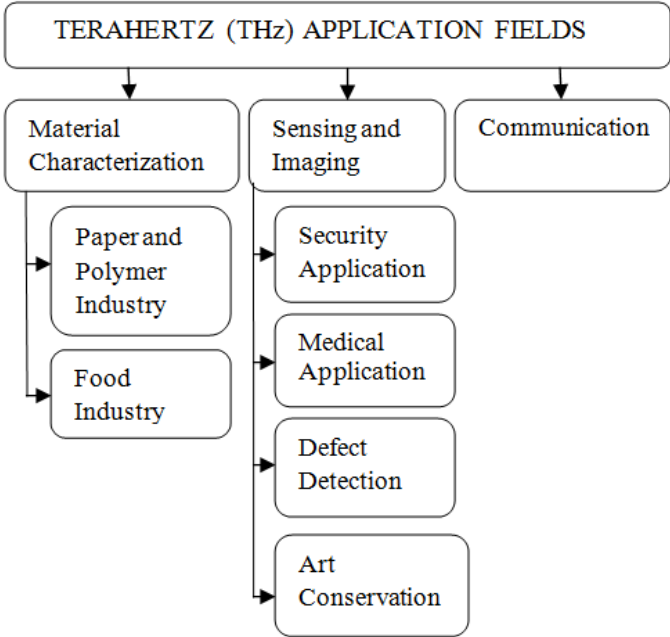 TERAHERTZ (THz) APPLICATION FIELDS
Material
Characterization
Paper and
Polymer
Industry
Food
Industry
Sensing and
Imaging
Security
Application
Medical
Application
Defect
Detection
Art
Conservation
Communication